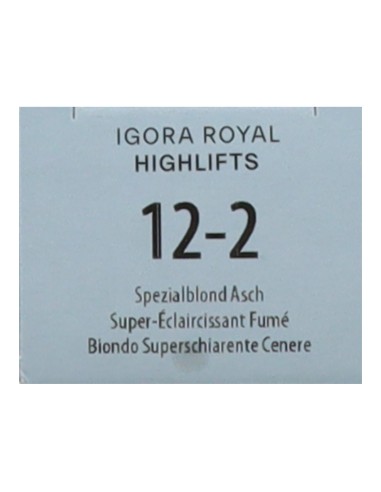 IGORA ROYAL
HIGHLIFTS
12-2
Spezialblond Asch
Super-Éclaircissant Fumé
Biondo Superschiarente Cenere